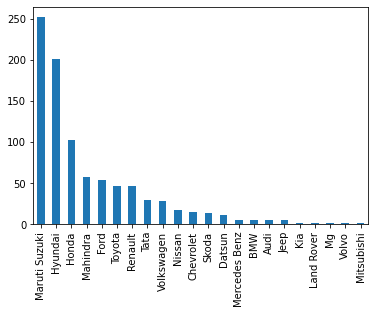 250
200
150
100
50
0
Maruti Suzuki
Hyundai
Honda
Mahindra
Ford
Toyota
Renault
Tata
Volkswagen
Nissan
Chevrolet
Skoda
Datsun
Mercedes Benz
BMW
Audi
Jeep
Kia
Land Rover
Mg
Volvo
Mitsubishi